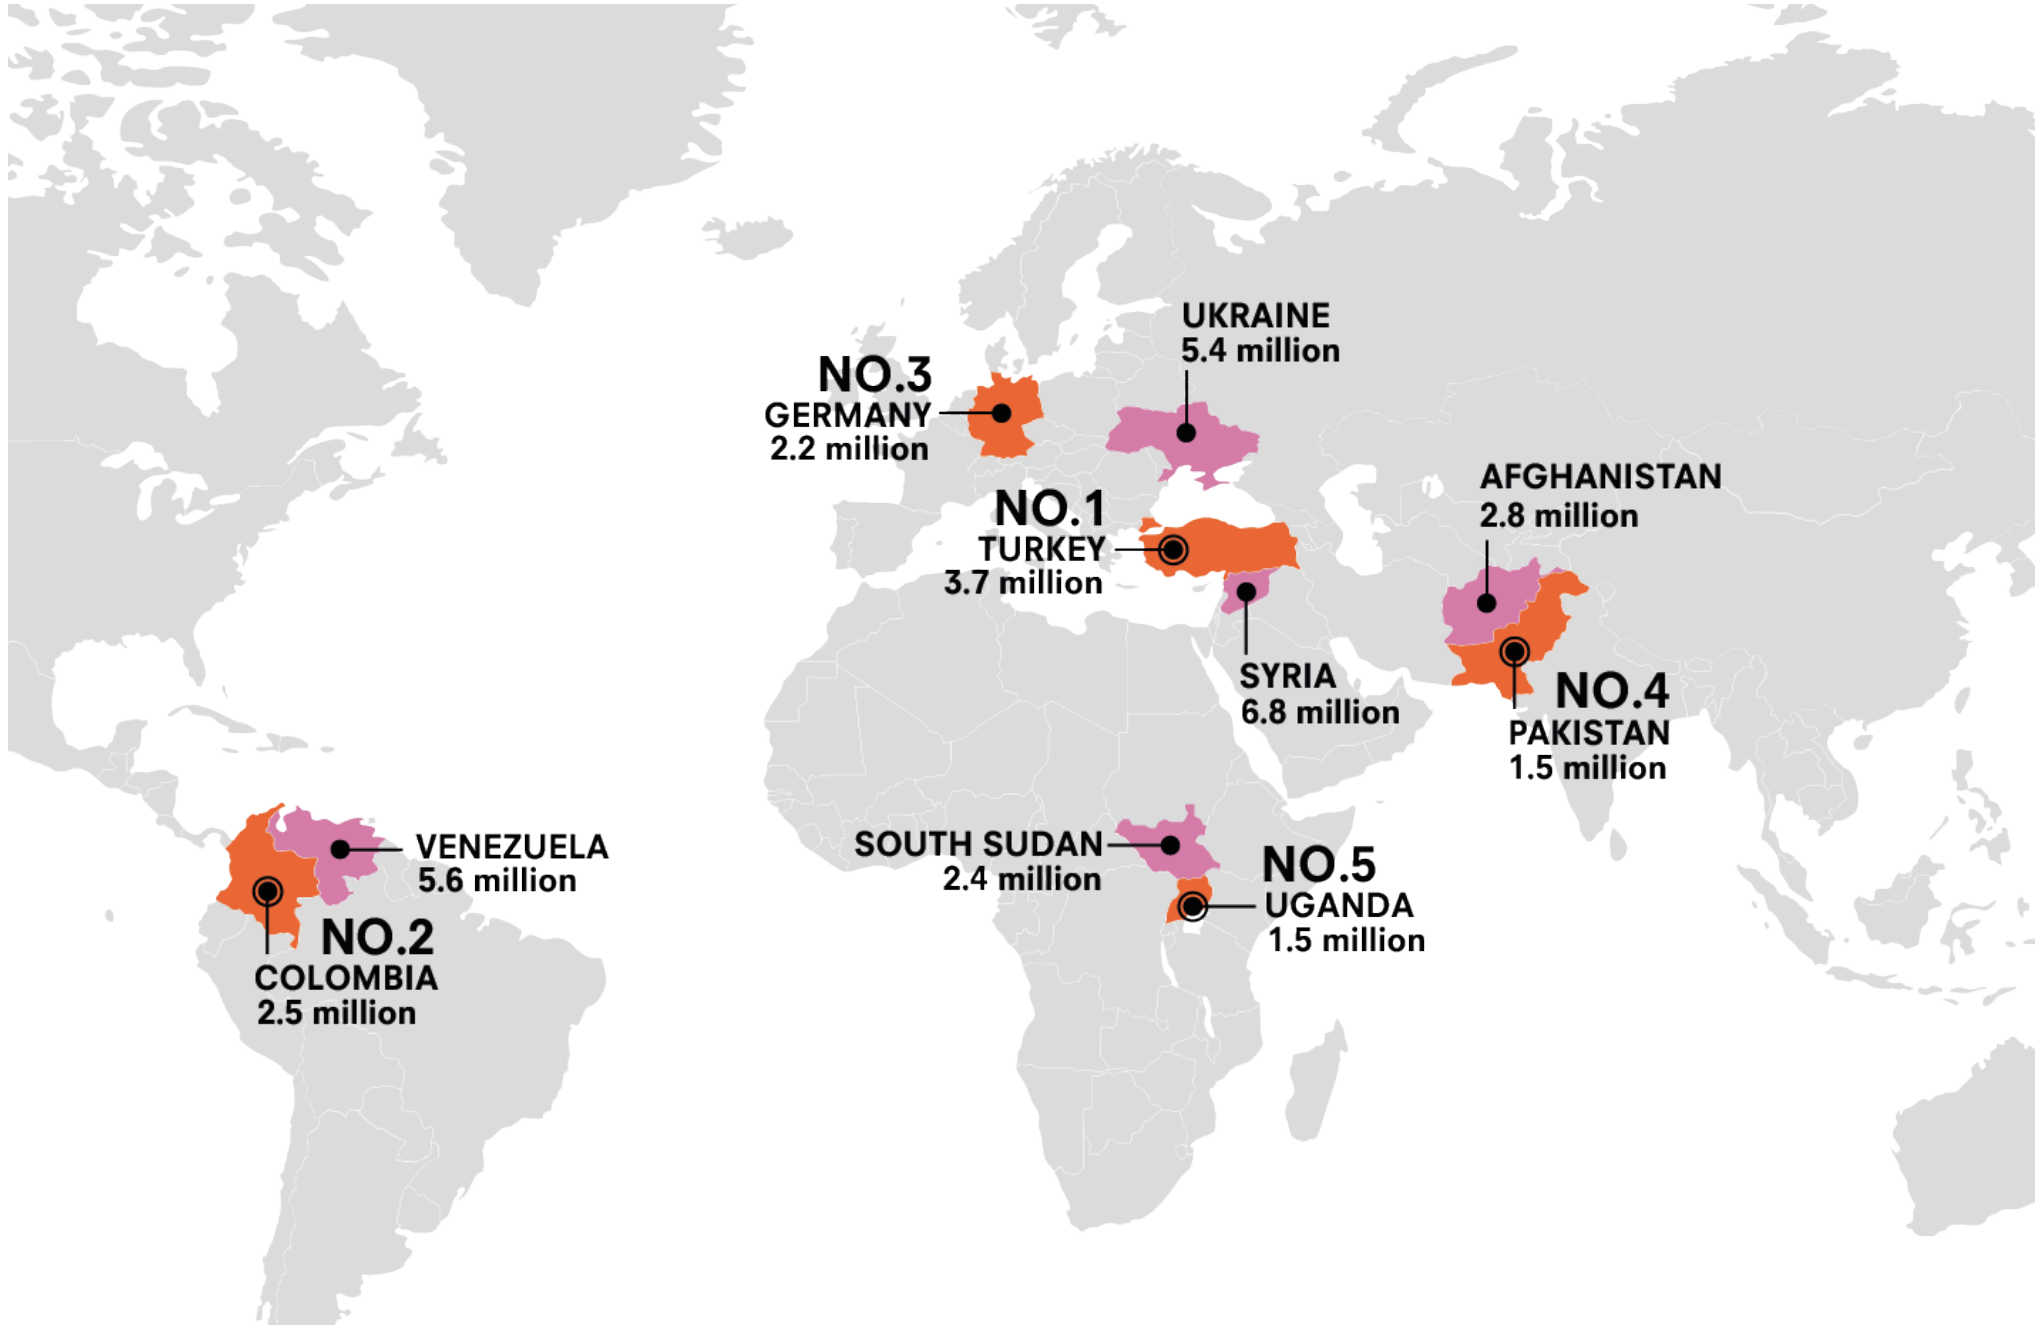 UKRAINE
5.4 million
NO.3
GERMANY
2.2 million
AFGHANISTAN
2.8 million
NO.1
TURKEY
3.7 million
SYRIA
6.8 million
NO.4
PAKISTAN
1.5 million
VENEZUELA
5.6 million
SOUTH SUDAN
2.4 million
NO.5
UGANDA
1.5 million
NO.2
COLOMBIA
2.5 million